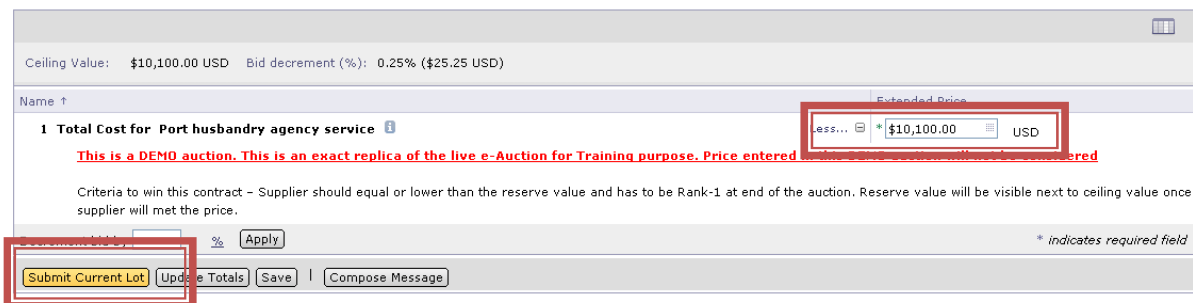 Ceiling Value: $10,100.00 USD Bid decrement (%): 0.25% ($25.25 USD)
Name ↑ Extended Price
1 Total Cost for Port husbandry agency service Less... * $10,100.00 USD
This is a DEMO auction. This is an exact replica of the live e-Auction for Training purpose. Price entered in this DEMO auction will not be considered
Criteria to win this contract – Supplier should equal or lower than the reserve value and has to be Rank-1 at end of the auction. Reserve value will be visible next to ceiling value once
supplier will met the price.
% Apply * indicates required field
Submit Current Lot Update Totals Save | Compose Message